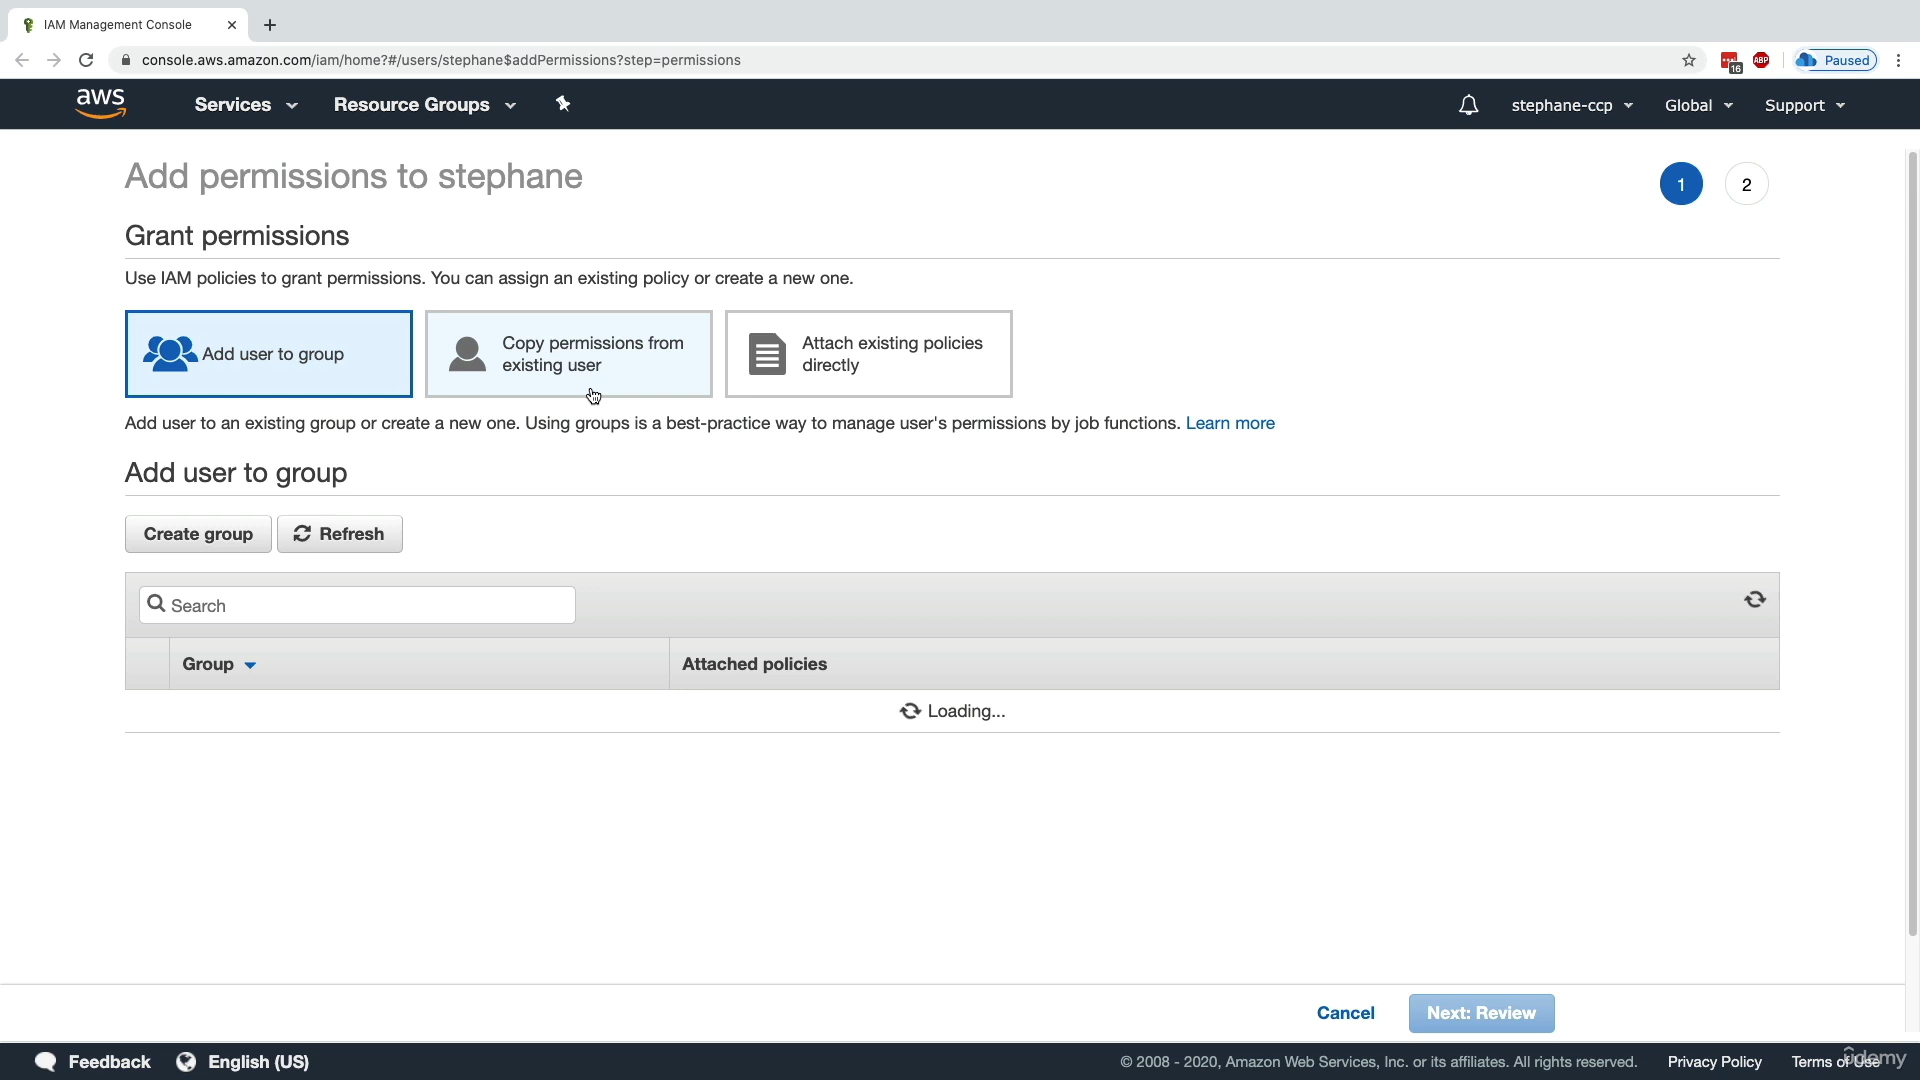 IAM Management Console
console.aws.amazon.com/iam/home?#/users/stephane$addPermissions?step=permissions
16
ABP
Paused
aws
Services
Resource Groups
stephane-ccp
Global
Support
Add permissions to stephane
1
2
Grant permissions
Use IAM policies to grant permissions. You can assign an existing policy or create a new one.
Add user to group
Copy permissions from
existing user
Attach existing policies
directly
Add user to an existing group or create a new one. Using groups is a best-practice way to manage user's permissions by job functions. Learn more
Add user to group
Create group
Refresh
Search
Group
Attached policies
Loading...
Cancel
Next: Review
Feedback
English (US)
© 2008 - 2020, Amazon Web Services, Inc. or its affiliates. All rights reserved.
Privacy Policy
Terms of Use
udemy